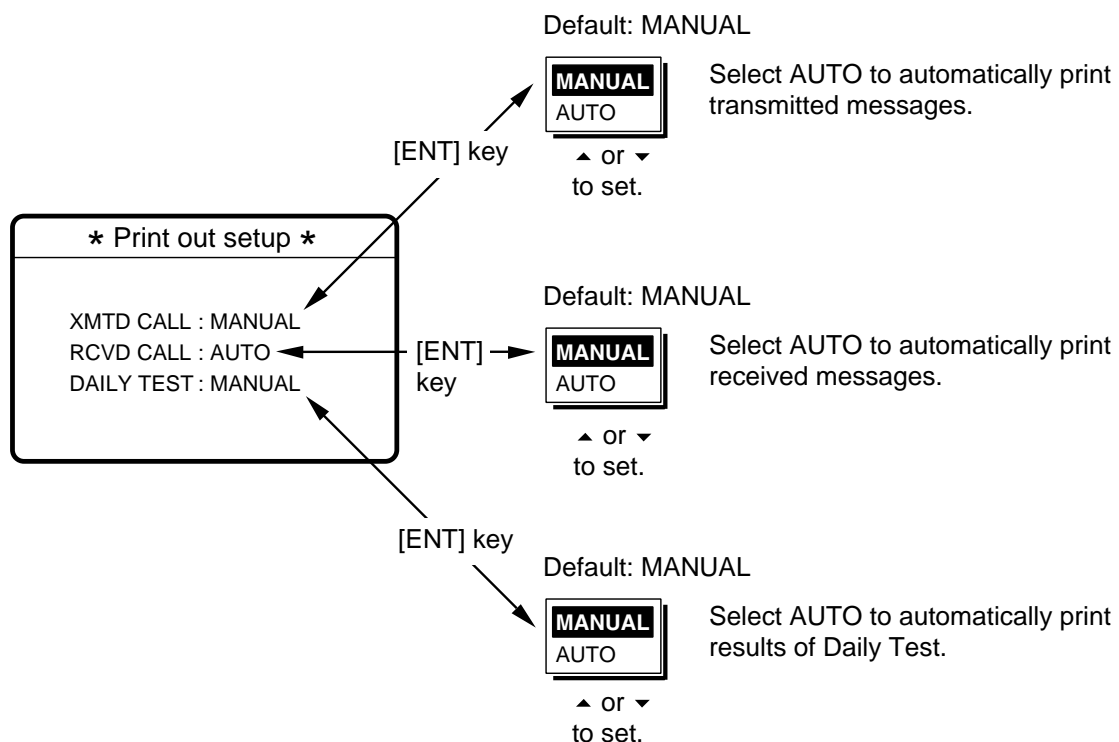 Default: MANUAL
MANUAL
AUTO
Select AUTO to automatically print
transmitted messages.
▲ or ▼
to set.
[ENT] key
* Print out setup *
XMTD CALL : MANUAL
RCVD CALL : AUTO
DAILY TEST : MANUAL
[ENT]
key
Default: MANUAL
MANUAL
AUTO
Select AUTO to automatically print
received messages.
▲ or ▼
to set.
[ENT] key
Default: MANUAL
MANUAL
AUTO
Select AUTO to automatically print
results of Daily Test.
▲ or ▼
to set.